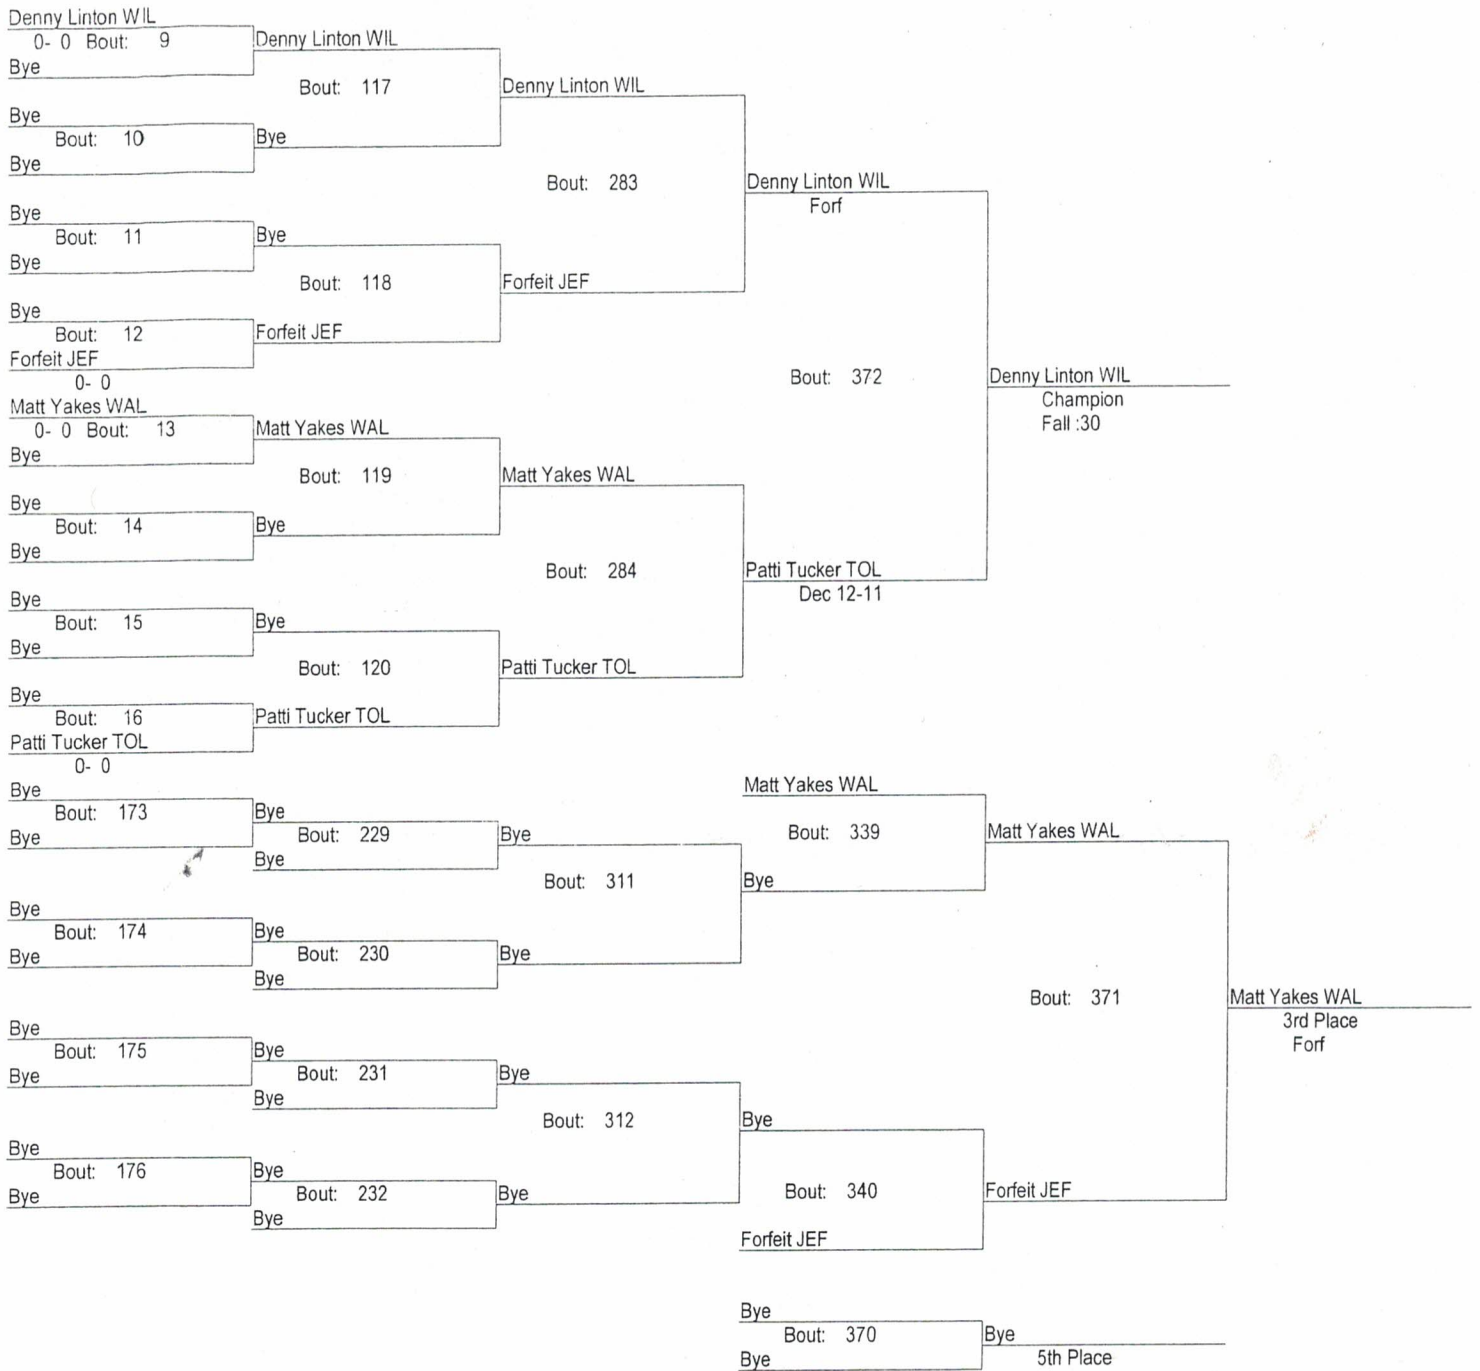 Denny Linton WIL
0- 0 Bout: 9
Bye
Denny Linton WIL
Bout: 117
Bye
Bout: 10
Bye
Bye
Denny Linton WIL
Bout: 283
Bye
Bout: 11
Bye
Bye
Bout: 118
Bye
Bout: 12
Forfeit JEF
0- 0
Forfeit JEF
Forfeit JEF
Denny Linton WIL
Forf
Bout: 372
Matt Yakes WAL
0- 0 Bout: 13
Bye
Matt Yakes WAL
Bout: 119
Bye
Bout: 14
Bye
Bye
Matt Yakes WAL
Bout: 284
Bye
Bout: 15
Bye
Bye
Bout: 120
Bye
Bout: 16
Patti Tucker TOL
0- 0
Patti Tucker TOL
Patti Tucker TOL
Patti Tucker TOL
Dec 12-11
Denny Linton WIL
Champion
Fall :30
Bye
Bout: 173
Bye
Bye
Bout: 229
Bye
Bye
Bout: 311
Bye
Bout: 174
Bye
Bye
Bout: 230
Bye
Bye
Matt Yakes WAL
Bout: 339
Bye
Matt Yakes WAL
Bout: 371
Bye
Bout: 175
Bye
Bye
Bout: 231
Bye
Bye
Bout: 312
Bye
Bout: 176
Bye
Bye
Bout: 232
Bye
Bye
Bye
Bout: 340
Forfeit JEF
Forfeit JEF
Matt Yakes WAL
3rd Place
Forf
Bye
Bout: 370
Bye
Bye
5th Place